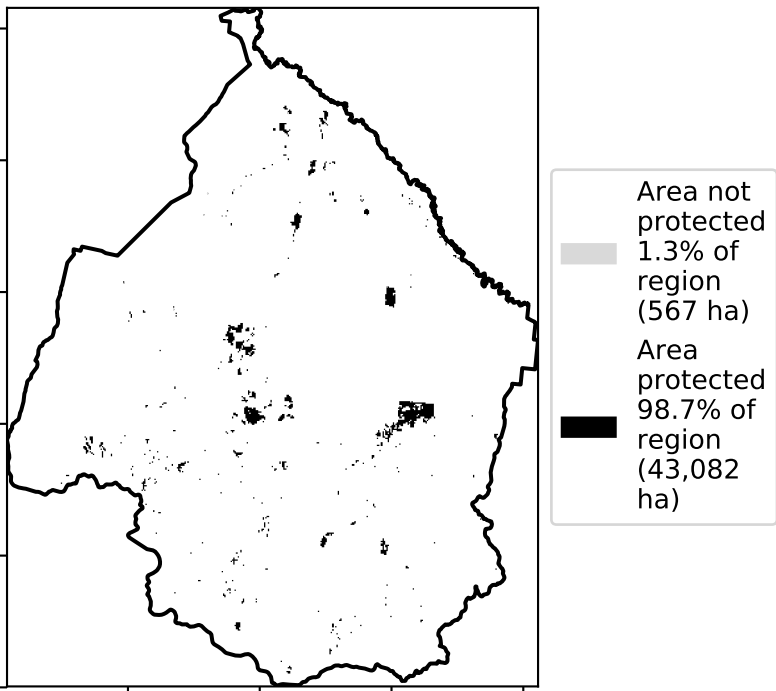 Area not
protected
1.3% of
region
(567 ha)
Area
protected
98.7% of
region
(43,082
ha)